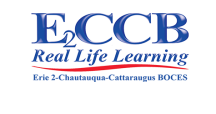 E2CCB
Real Life Learning
Erie 2-Chautauqua-Cattaraugus BOCES